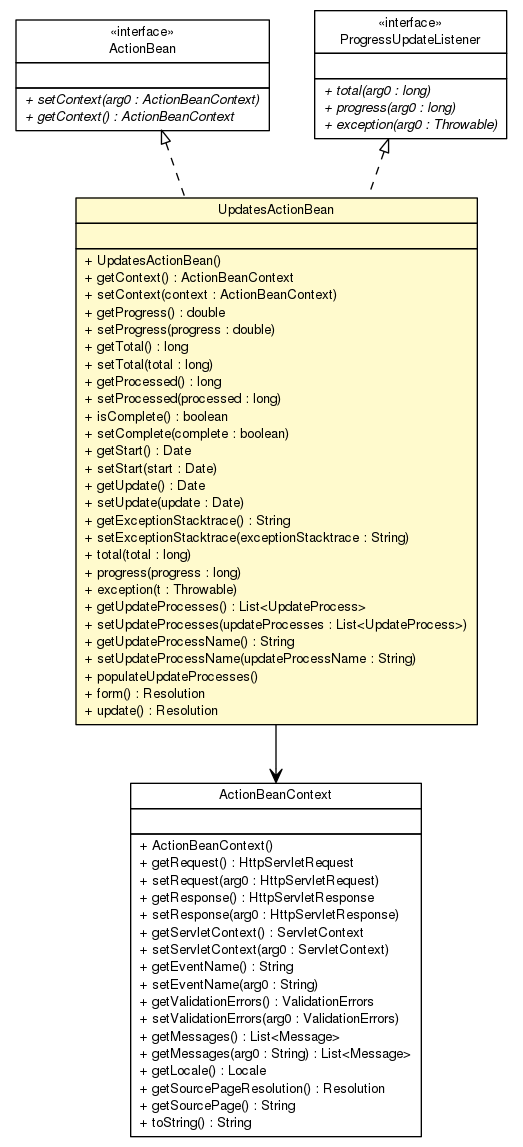 «interface»
ActionBean
+ setContext(arg0 : ActionBeanContext)
+ getContext() : ActionBeanContext
«interface»
ProgressUpdateListener
+ total(arg0 : long)
+ progress(arg0 : long)
+ exception(arg0 : Throwable)
UpdatesActionBean
+ UpdatesActionBean()
+ getContext() : ActionBeanContext
+ setContext(context : ActionBeanContext)
+ getProgress() : double
+ setProgress(progress : double)
+ getTotal() : long
+ setTotal(total : long)
+ getProcessed() : long
+ setProcessed(processed : long)
+ isComplete() : boolean
+ setComplete(complete : boolean)
+ getStart() : Date
+ setStart(start : Date)
+ getUpdate() : Date
+ setUpdate(update : Date)
+ getExceptionStacktrace() : String
+ setExceptionStacktrace(exceptionStacktrace : String)
+ total(total : long)
+ progress(progress : long)
+ exception(t : Throwable)
+ getUpdateProcesses() : List<UpdateProcess>
+ setUpdateProcesses(updateProcesses : List<UpdateProcess>)
+ getUpdateProcessName() : String
+ setUpdateProcessName(updateProcessName : String)
+ populateUpdateProcesses()
+ form() : Resolution
+ update() : Resolution
ActionBeanContext
+ ActionBeanContext()
+ getRequest() : HttpServletRequest
+ setRequest(arg0 : HttpServletRequest)
+ getResponse() : HttpServletResponse
+ setResponse(arg0 : HttpServletResponse)
+ getServletContext() : ServletContext
+ setServletContext(arg0 : ServletContext)
+ getEventName() : String
+ setEventName(arg0 : String)
+ getValidationErrors() : ValidationErrors
+ setValidationErrors(arg0 : ValidationErrors)
+ getMessages() : List<Message>
+ getMessages(arg0 : String) : List<Message>
+ getLocale() : Locale
+ getSourcePageResolution() : Resolution
+ getSourcePage() : String
+ toString() : String